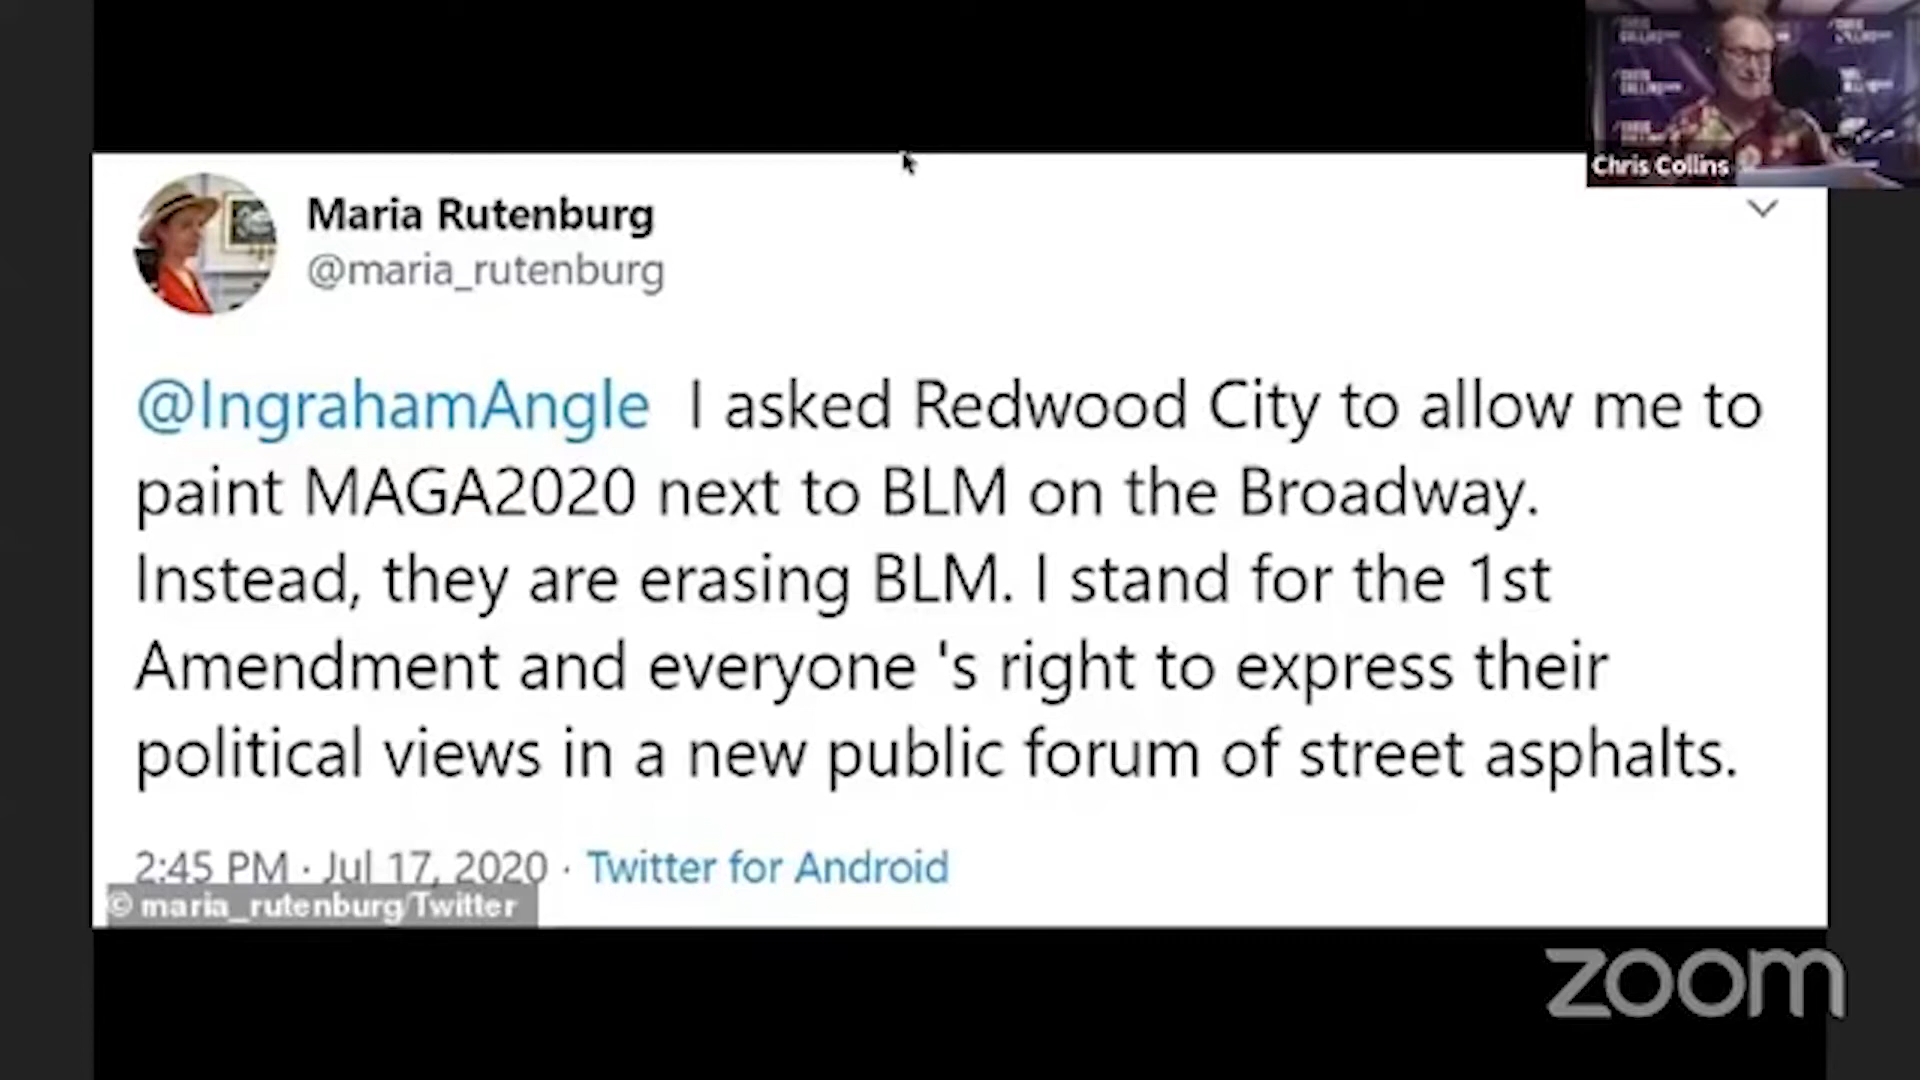 Chris Collins
Maria Rutenburg
@maria_rutenburg
@IngrahamAngle I asked Redwood City to allow me to
paint MAGA2020 next to BLM on the Broadway.
Instead, they are erasing BLM. I stand for the 1st
Amendment and everyone 's right to express their
political views in a new public forum of street asphalts.
2:45 PM · Jul 17, 2020 · Twitter for Android
© maria_rutenburg/Twitter
zoom